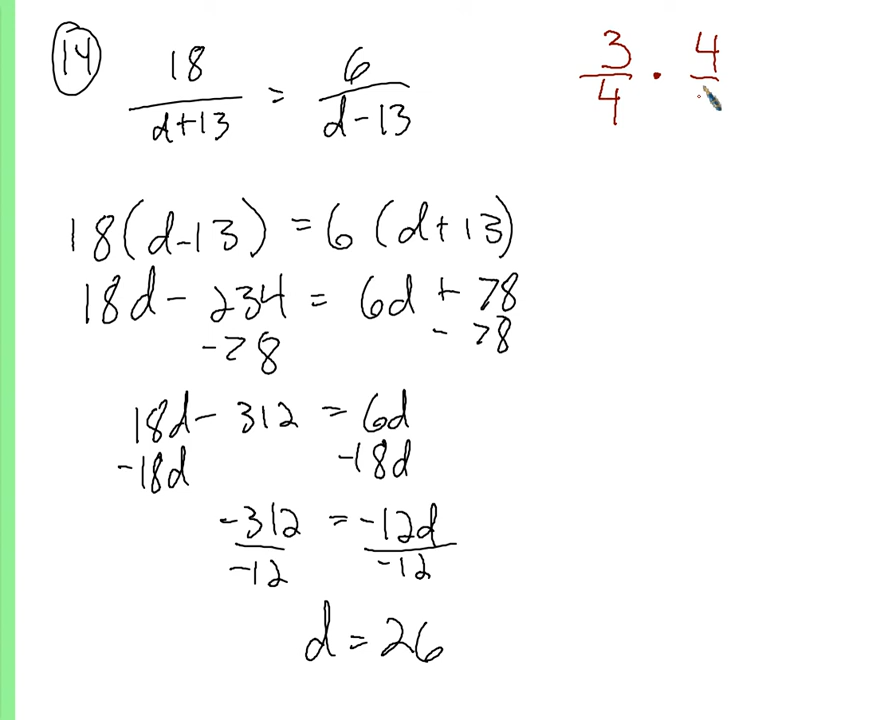 14
18/(d+13) = 6/(d-13)
3/4 · 4/
18(d-13) = 6(d+13)
18d - 234 = 6d + 78
-78 - 78
18d - 312 = 6d
-18d -18d
-312 = -12d
-12 -12
d = 26